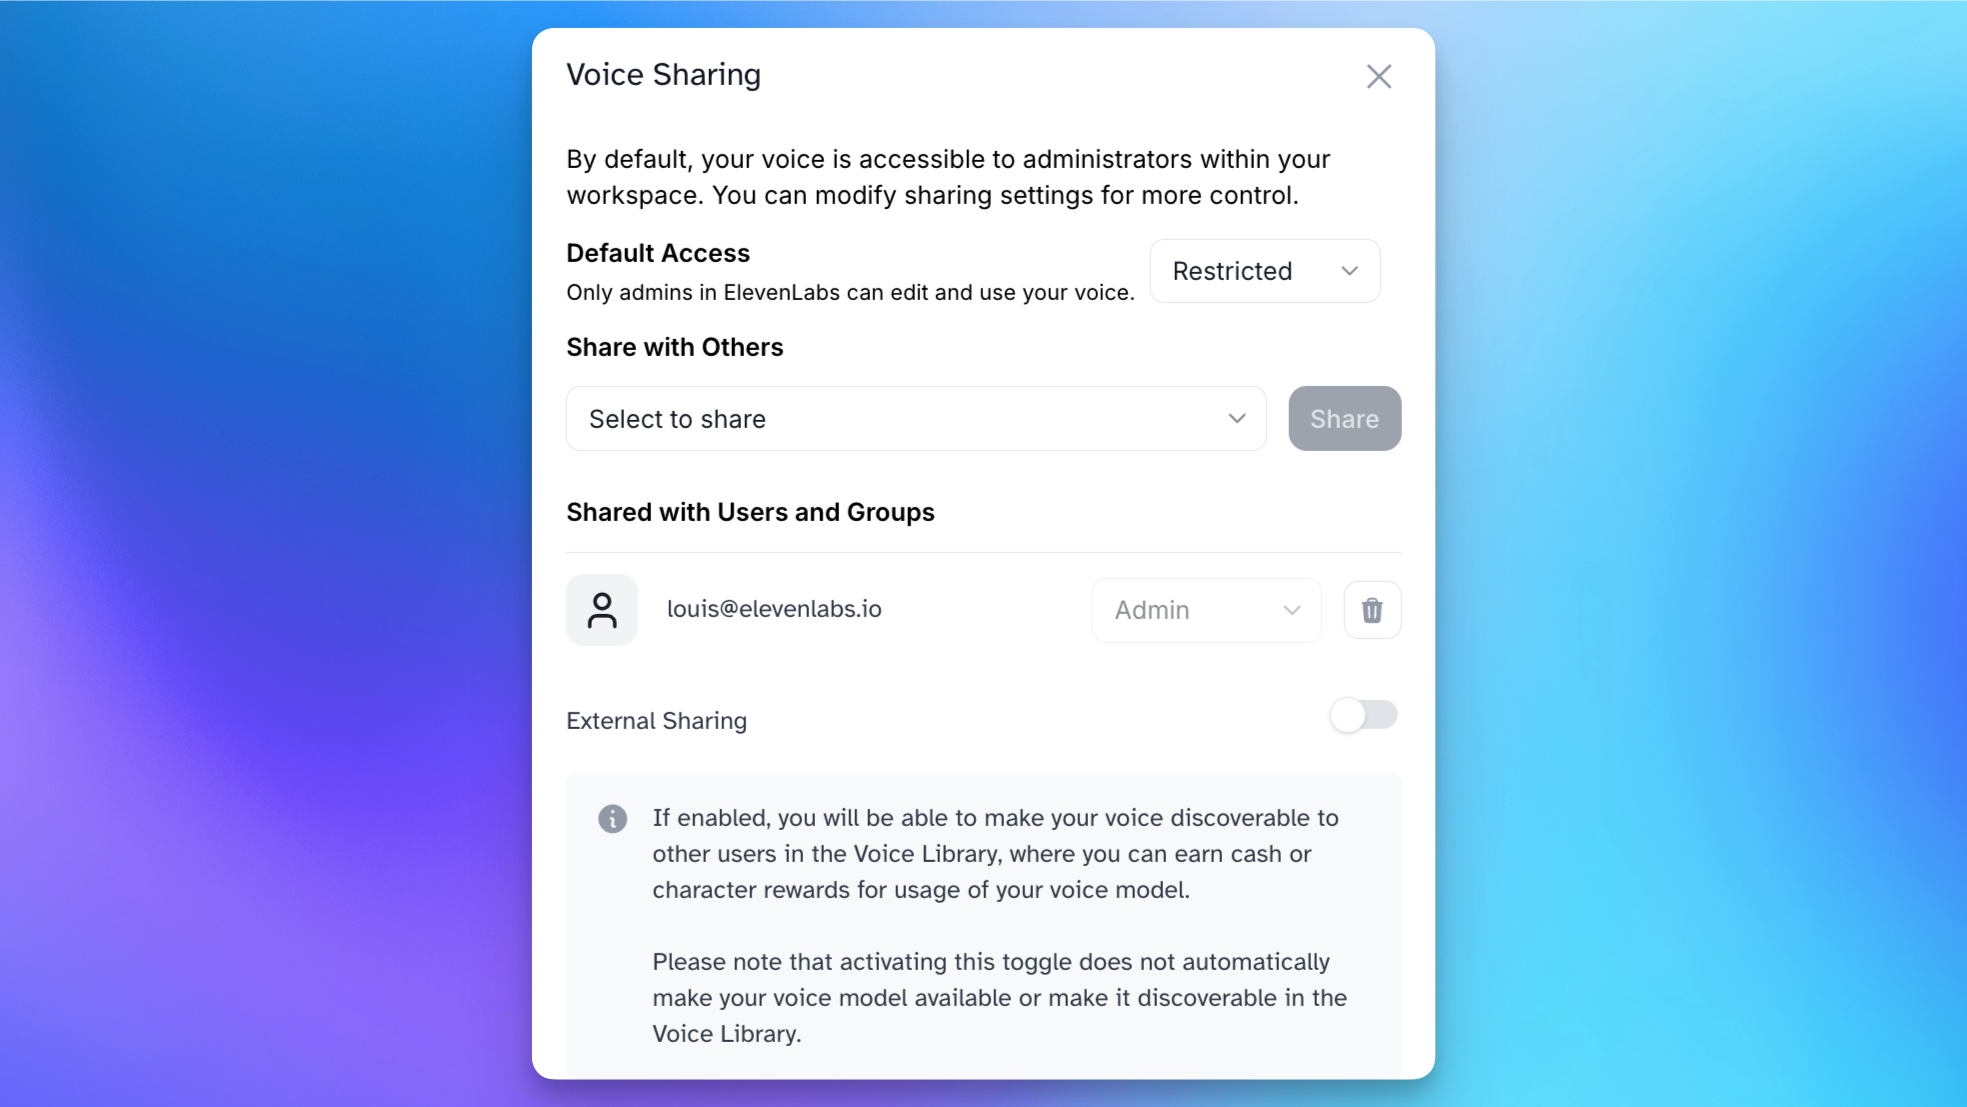 Voice Sharing
By default, your voice is accessible to administrators within your
workspace. You can modify sharing settings for more control.
Default Access
Only admins in ElevenLabs can edit and use your voice.
Restricted
Share with Others
Select to share
Share
Shared with Users and Groups
louis@elevenlabs.io
Admin
External Sharing
If enabled, you will be able to make your voice discoverable to
other users in the Voice Library, where you can earn cash or
character rewards for usage of your voice model.
Please note that activating this toggle does not automatically
make your voice model available or make it discoverable in the
Voice Library.